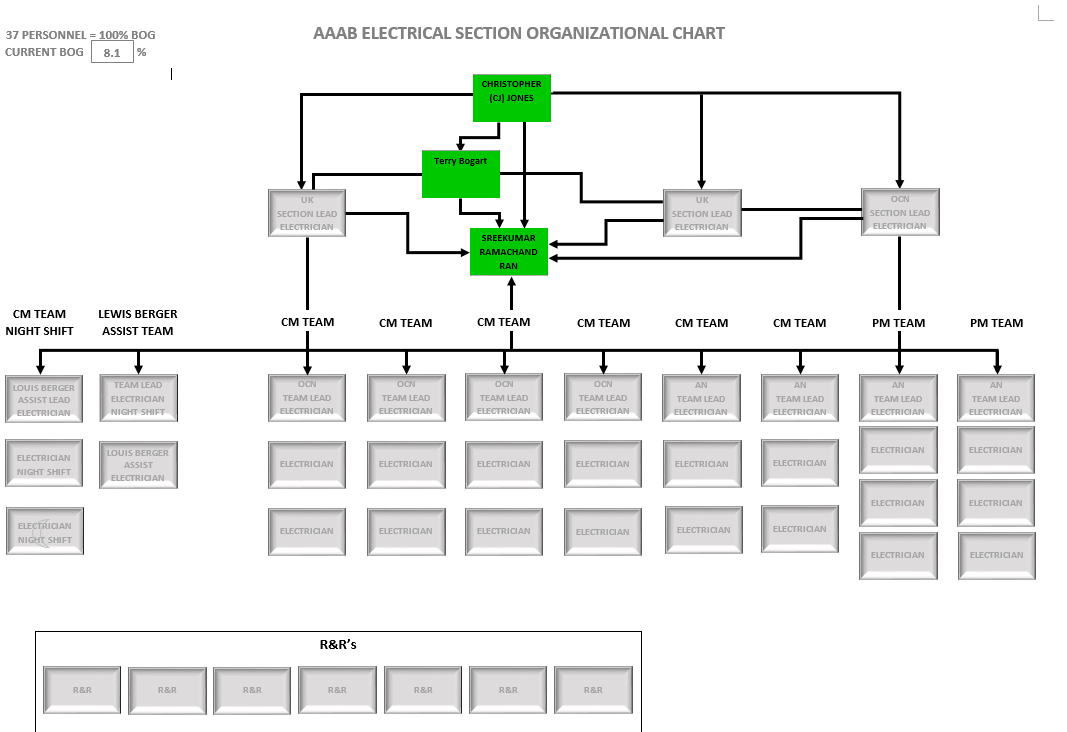 AAAB ELECTRICAL SECTION ORGANIZATIONAL CHART
37 PERSONNEL = 100% BOG
CURRENT BOG 8.1 %
CHRISTOPHER
(CJ) JONES
Terry Bogart
UK
SECTION LEAD
ELECTRICIAN
UK
SECTION LEAD
ELECTRICIAN
OCN
SECTION LEAD
ELECTRICIAN
SREEKUMAR
RAMACHAND
RAN
CM TEAM
NIGHT SHIFT
LEWIS BERGER
ASSIST TEAM
CM TEAM
CM TEAM
CM TEAM
CM TEAM
CM TEAM
CM TEAM
PM TEAM
PM TEAM
LOUIS BERGER
ASSIST LEAD
ELECTRICIAN
TEAM LEAD
ELECTRICIAN
NIGHT SHIFT
OCN
TEAM LEAD
ELECTRICIAN
OCN
TEAM LEAD
ELECTRICIAN
OCN
TEAM LEAD
ELECTRICIAN
OCN
TEAM LEAD
ELECTRICIAN
AN
TEAM LEAD
ELECTRICIAN
AN
TEAM LEAD
ELECTRICIAN
AN
TEAM LEAD
ELECTRICIAN
AN
TEAM LEAD
ELECTRICIAN
ELECTRICIAN
NIGHT SHIFT
LOUIS BERGER
ASSIST
ELECTRICIAN
ELECTRICIAN
ELECTRICIAN
ELECTRICIAN
ELECTRICIAN
ELECTRICIAN
ELECTRICIAN
ELECTRICIAN
ELECTRICIAN
ELECTRICIAN
ELECTRICIAN
ELECTRICIAN
NIGHT SHIFT
ELECTRICIAN
ELECTRICIAN
ELECTRICIAN
ELECTRICIAN
ELECTRICIAN
ELECTRICIAN
ELECTRICIAN
ELECTRICIAN
R&R’s
R&R
R&R
R&R
R&R
R&R
R&R
R&R